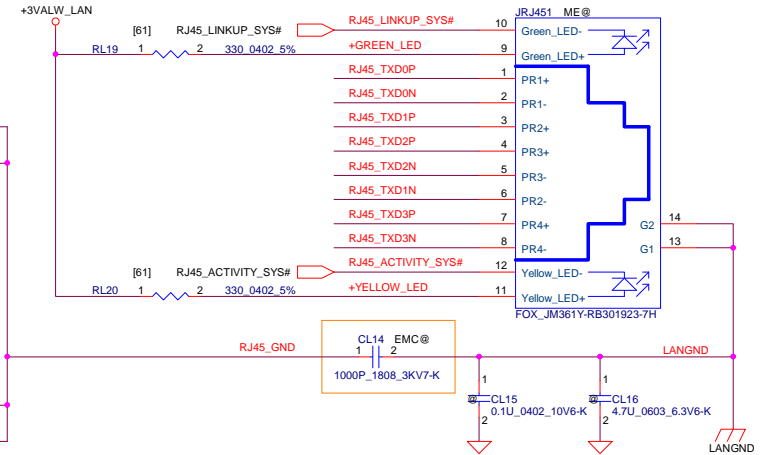 +3VALW_LAN
[61] RJ45_LINKUP_SYS#
RL19 1 2 330_0402_5%
RJ45_LINKUP_SYS#
+GREEN_LED
RJ45_TXD0P
RJ45_TXD0N
RJ45_TXD1P
RJ45_TXD2P
RJ45_TXD2N
RJ45_TXD1N
RJ45_TXD3P
RJ45_TXD3N
RJ45_ACTIVITY_SYS#
+YELLOW_LED
JRJ451 ME@
10 Green_LED-
9 Green_LED+
1 PR1+
2 PR1-
3 PR2+
4 PR3+
5 PR3-
6 PR2-
7 PR4+
8 PR4-
12 Yellow_LED-
11 Yellow_LED+
G2 14
G1 13
FOX_JM361Y-RB301923-7H
[61] RJ45_ACTIVITY_SYS#
RL20 1 2 330_0402_5%
RJ45_GND
CL14 EMC@
1 2
1000P_1808_3KV7-K
LANGND
1
@ CL15
0.1U_0402_10V6-K
2
1
@ CL16
4.7U_0603_6.3V6-K
2
LANGND